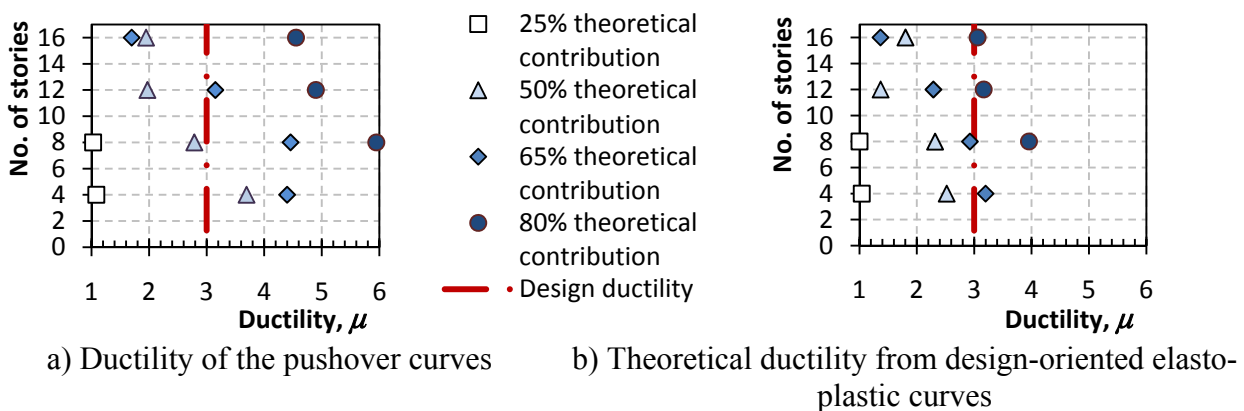 No. of stories
16
14
12
10
8
6
4
2
0
1 2 3 4 5 6
Ductility, μ
a) Ductility of the pushover curves
25% theoretical
contribution
50% theoretical
contribution
65% theoretical
contribution
80% theoretical
contribution
Design ductility
No. of stories
16
14
12
10
8
6
4
2
0
1 2 3 4 5 6
Ductility, μ
b) Theoretical ductility from design-oriented elasto-
plastic curves